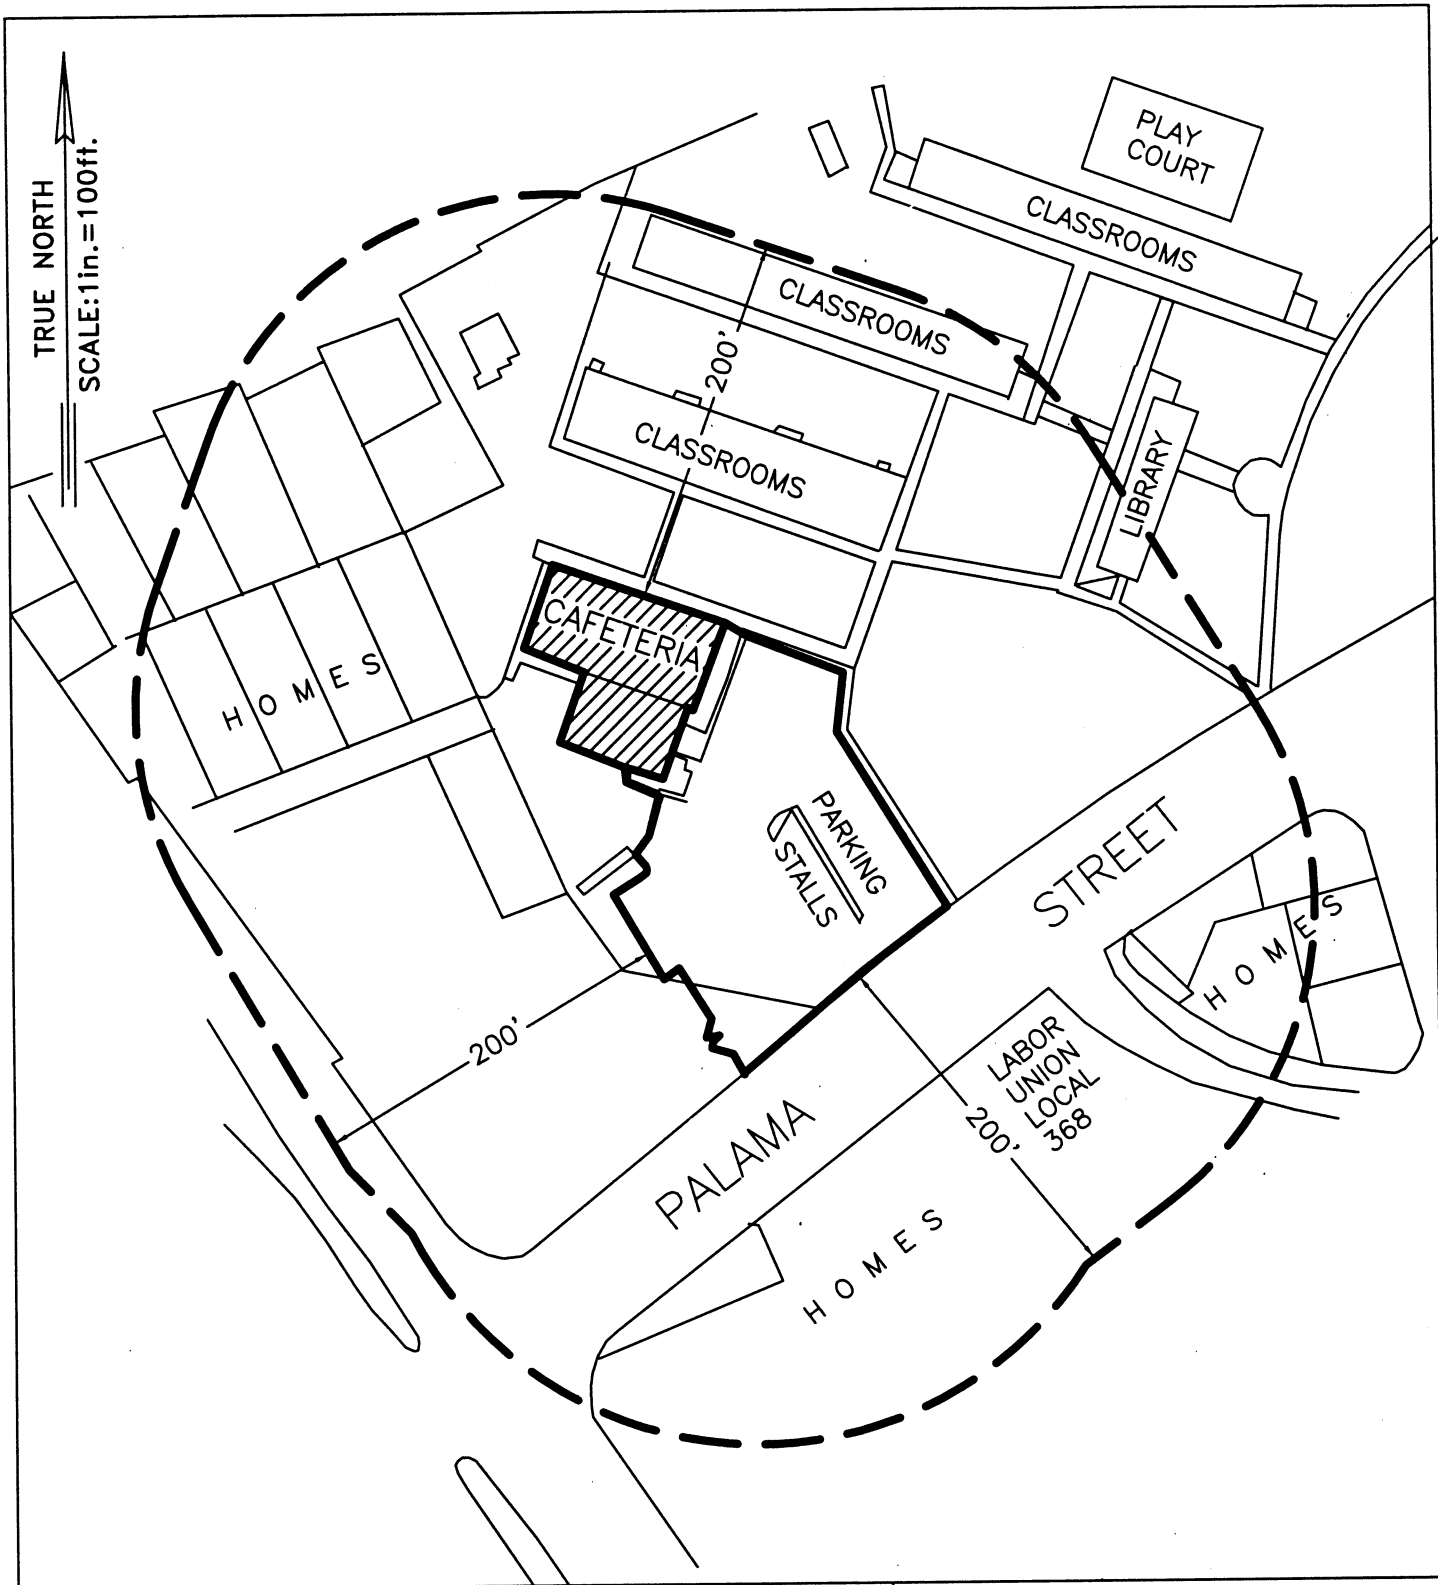 TRUE NORTH
SCALE:1in.=100ft.
PLAY
COURT
CLASSROOMS
CLASSROOMS
200'
CLASSROOMS
LIBRARY
CAFETERIA
HOMES
PARKING
STALLS
STREET
HOMES
200'
LABOR
UNION
LOCAL
368
200'
PALAMA
HOMES